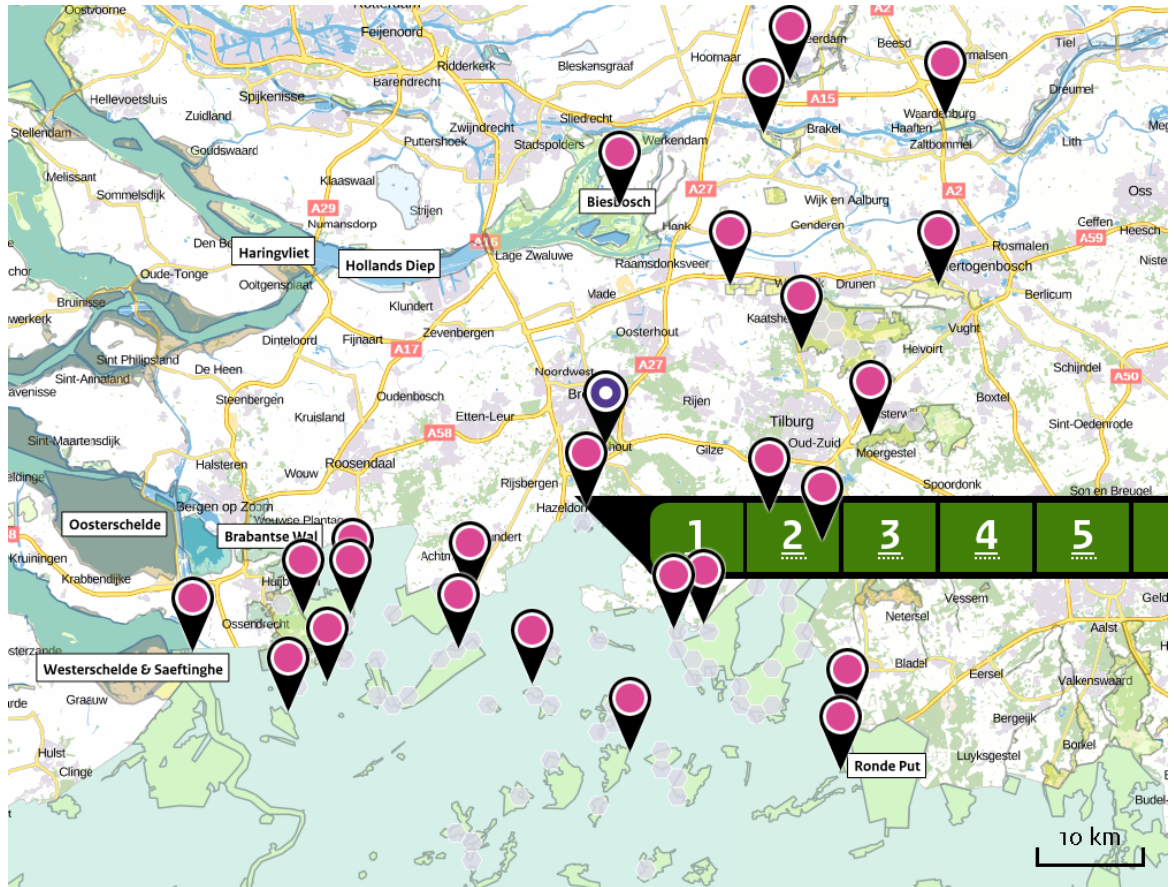 Oostvoorne
Rotterdam
Feijenoord
A2
Beesd
Tiel
Hoornaar
Ridderkerk
Bleskensgraaf
Barendrecht
Dreumel
Hellevoetsluis
Spijkenisse
A15
Zuidland
Sliedrecht
Waardenburg
Stellendam
Zwijndrecht
Werkendam
Brakel
Haaften
Puttershoek
Stadspolders
Lith
Goudswaard
Zaltbommel
Melissant
Klaaswaal
A27
A2
Oss
Sommelsdijk
Biesbosch
Wijk en Aalburg
A29
Strijen
Numansdorp
Hank
Genderen
Geffen
Heesch
A59
Haringvliet
A16
Rosmalen
Lage Zwaluwe
Hollands Diep
Raamsdonksveer
Oude-Tonge
Ooltgensplaat
Drunen
Made
Berlicum
Bruinisse
Klundert
Kaatsheuvel
Zevenbergen
Oosterhout
Vught
Dinteloord
Fijnaart
A17
Helvoirt
Sint Philipsland
De Heen
A27
Schijndel
Noordwest
A50
Sint-Annaland
Steenbergen
Oudenbosch
Boxtel
Rijen
Kruisland
Etten-Leur
Tilburg
Sint-Oedenrode
A58
Oud-Zuid
Sint-Maartensdijk
Gilze
Moergestel
Halsteren
Roosendaal
Wouw
Rijsbergen
Spoordonk
Son en Breugel
Bergen op Zoom
Hazeldonk
Oosterschelde
Wouwse Plantage
Brabantse Wal
1
2
3
4
5
Kruiningen
Krabbendijke
Vessem
Netersel
Ossendrecht
Aalst
Westerschelde & Saeftinghe
Bladel
Eersel
Valkenswaard
Graauw
Bergeijk
Hulst
Ronde Put
Luyksgestel
Borkel
Clinge
Budel-
10 km